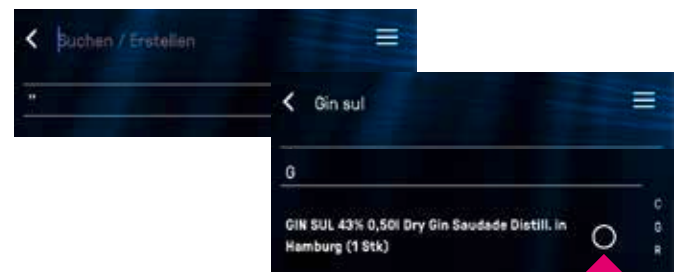 Suchen / Erstellen
"
Gin sul
G
GIN SUL 43% 0,50l Dry Gin Saudade Distill. in
Hamburg (1 Stk)
C
G
R